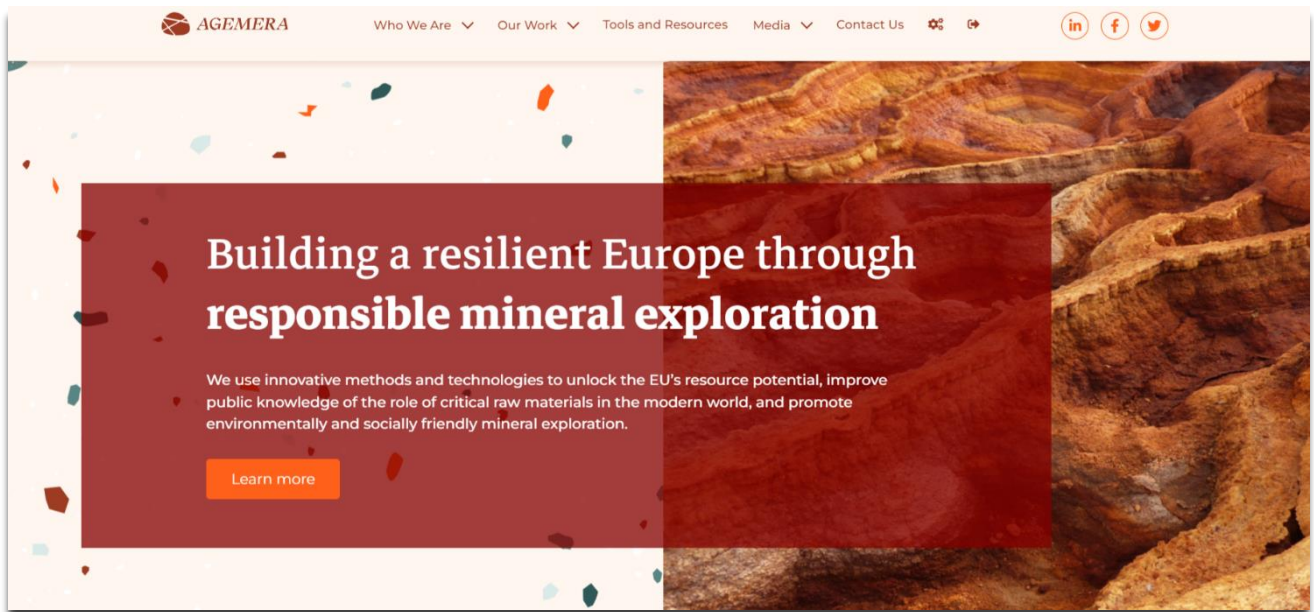 AGEMERA
Who We Are
Our Work
Tools and Resources
Media
Contact Us
in
f
Building a resilient Europe through
responsible mineral exploration
We use innovative methods and technologies to unlock the EU's resource potential, improve
public knowledge of the role of critical raw materials in the modern world, and promote
environmentally and socially friendly mineral exploration.
Learn more